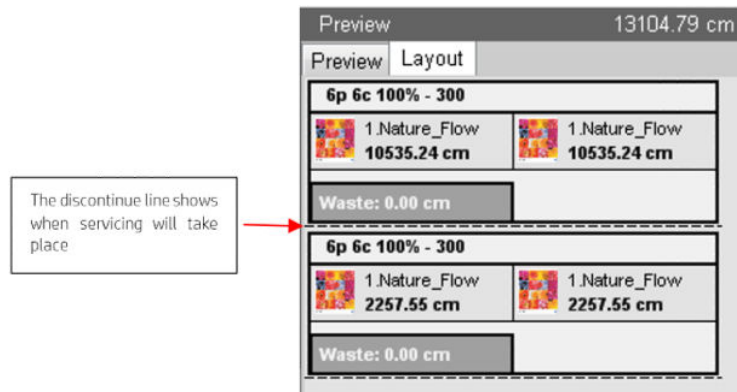 Preview 13104.79 cm
Preview Layout
6p 6c 100% - 300
1.Nature_Flow 1.Nature_Flow
10535.24 cm 10535.24 cm
Waste: 0.00 cm
The discontinue line shows
when servicing will take
place
6p 6c 100% - 300
1.Nature_Flow 1.Nature_Flow
2257.55 cm 2257.55 cm
Waste: 0.00 cm